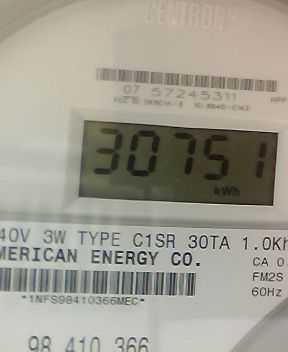 CENTRON®
07 57245311
30751
kWh
40V 3W TYPE C1SR 30TA 1.0Kh
MERICAN ENERGY CO.
CA 0.
FM2S
60Hz
*1NFS98410366MEC*
98 410 366